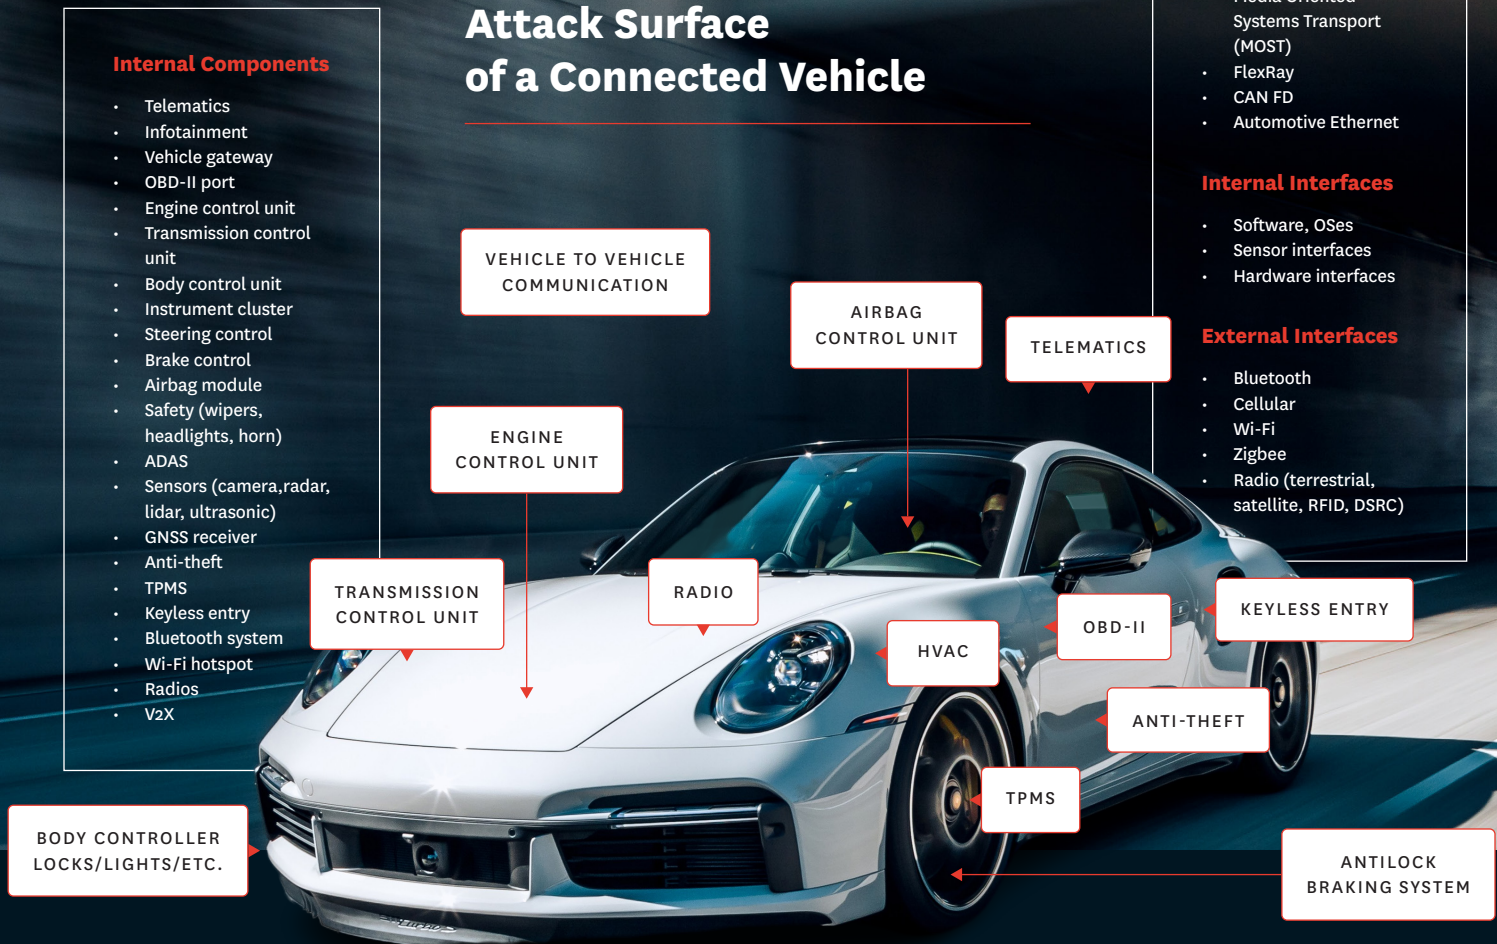 Attack Surface
of a Connected Vehicle
Internal Components
• Telematics
• Infotainment
• Vehicle gateway
• OBD-II port
• Engine control unit
• Transmission control
unit
• Body control unit
• Instrument cluster
• Steering control
• Brake control
• Airbag module
• Safety (wipers,
headlights, horn)
• ADAS
• Sensors (camera,radar,
lidar, ultrasonic)
• GNSS receiver
• Anti-theft
• TPMS
• Keyless entry
• Bluetooth system
• Wi-Fi hotspot
• Radios
• V2X
Media Oriented
Systems Transport
(MOST)
• FlexRay
• CAN FD
• Automotive Ethernet
Internal Interfaces
• Software, OSes
• Sensor interfaces
• Hardware interfaces
External Interfaces
• Bluetooth
• Cellular
• Wi-Fi
• Zigbee
• Radio (terrestrial,
satellite, RFID, DSRC)
VEHICLE TO VEHICLE
COMMUNICATION
AIRBAG
CONTROL UNIT
TELEMATICS
ENGINE
CONTROL UNIT
TRANSMISSION
CONTROL UNIT
RADIO
HVAC
OBD-II
KEYLESS ENTRY
ANTI-THEFT
TPMS
BODY CONTROLLER
LOCKS/LIGHTS/ETC.
ANTILOCK
BRAKING SYSTEM